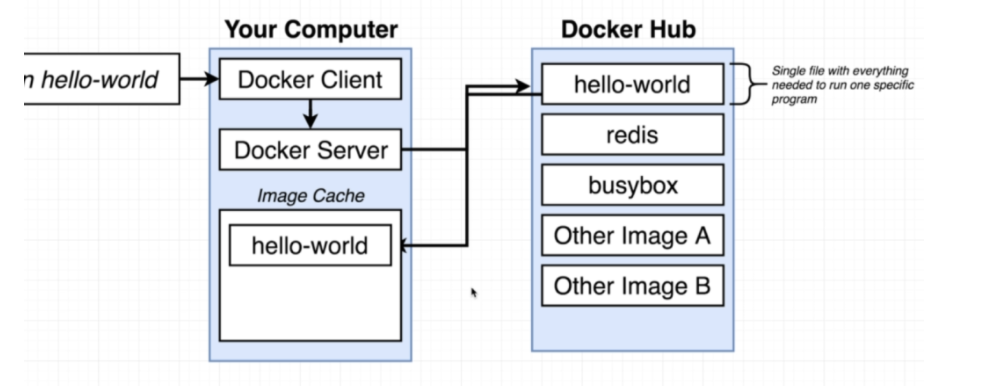 Your Computer
Docker Hub
n hello-world
Docker Client
Docker Server
Image Cache
hello-world
hello-world
redis
busybox
Other Image A
Other Image B
Single file with everything
needed to run one specific
program